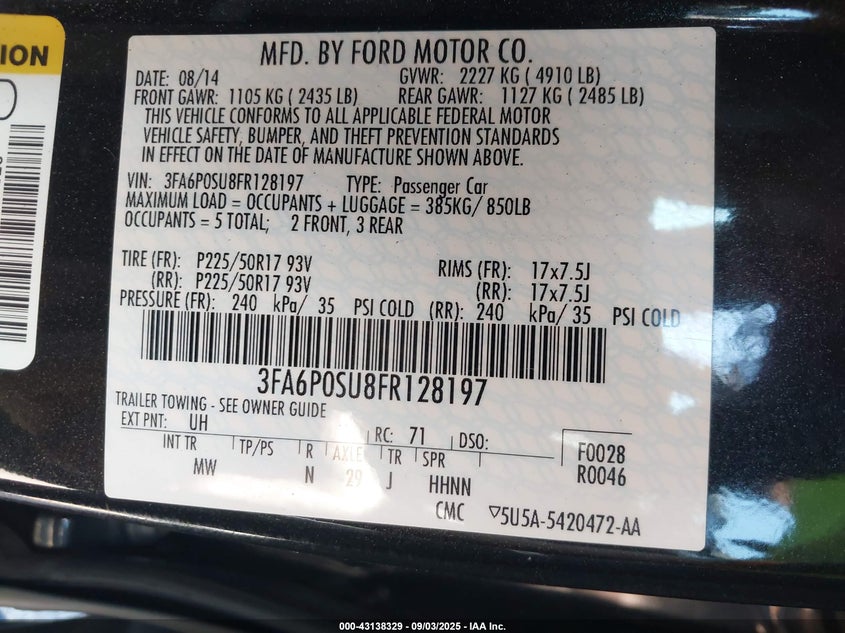 ION
MFD. BY FORD MOTOR CO.
DATE: 08/14 GVWR: 2227 KG ( 4910 LB)
FRONT GAWR: 1105 KG ( 2435 LB) REAR GAWR: 1127 KG ( 2485 LB)
THIS VEHICLE CONFORMS TO ALL APPLICABLE FEDERAL MOTOR
VEHICLE SAFETY, BUMPER, AND THEFT PREVENTION STANDARDS
IN EFFECT ON THE DATE OF MANUFACTURE SHOWN ABOVE.
VIN: 3FA6P0SU8FR128197 TYPE: Passenger Car
MAXIMUM LOAD = OCCUPANTS + LUGGAGE = 385KG/ 850LB
OCCUPANTS = 5 TOTAL; 2 FRONT, 3 REAR
TIRE (FR): P225/50R17 93V RIMS (FR): 17x7.5J
(RR): P225/50R17 93V (RR): 17x7.5J
PRESSURE (FR): 240 kPa/ 35 PSI COLD (RR): 240 kPa/ 35 PSI COLD
3FA6P0SU8FR128197
TRAILER TOWING - SEE OWNER GUIDE
EXT PNT: UH RC: 71 DSO:
INT TR TP/PS R AXLE TR SPR F0028
MW N 29 J HHNN R0046
CMC ▽5U5A-5420472-AA
000-43138329 - 09/03/2025 - IAA Inc.